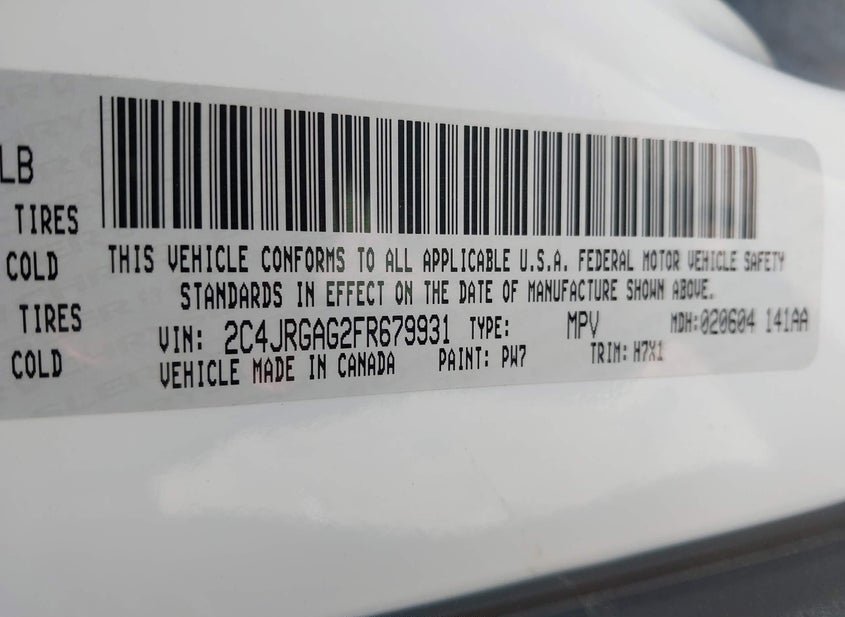 LB
TIRES
COLD
THIS VEHICLE CONFORMS TO ALL APPLICABLE U.S.A. FEDERAL MOTOR VEHICLE SAFETY
STANDARDS IN EFFECT ON THE DATE OF MANUFACTURE SHOWN ABOVE.
TIRES
VIN: 2C4JRGAG2FR679931 TYPE: MPV MDH:020604 141AA
COLD
VEHICLE MADE IN CANADA PAINT: PW7 TRIM: H7X1